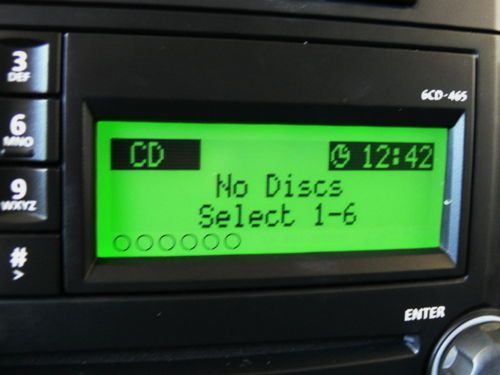 3
DEF
6
MNO
9
WXYZ
#
>
6CD-465
CD 12:42
No Discs
Select 1-6
ENTER